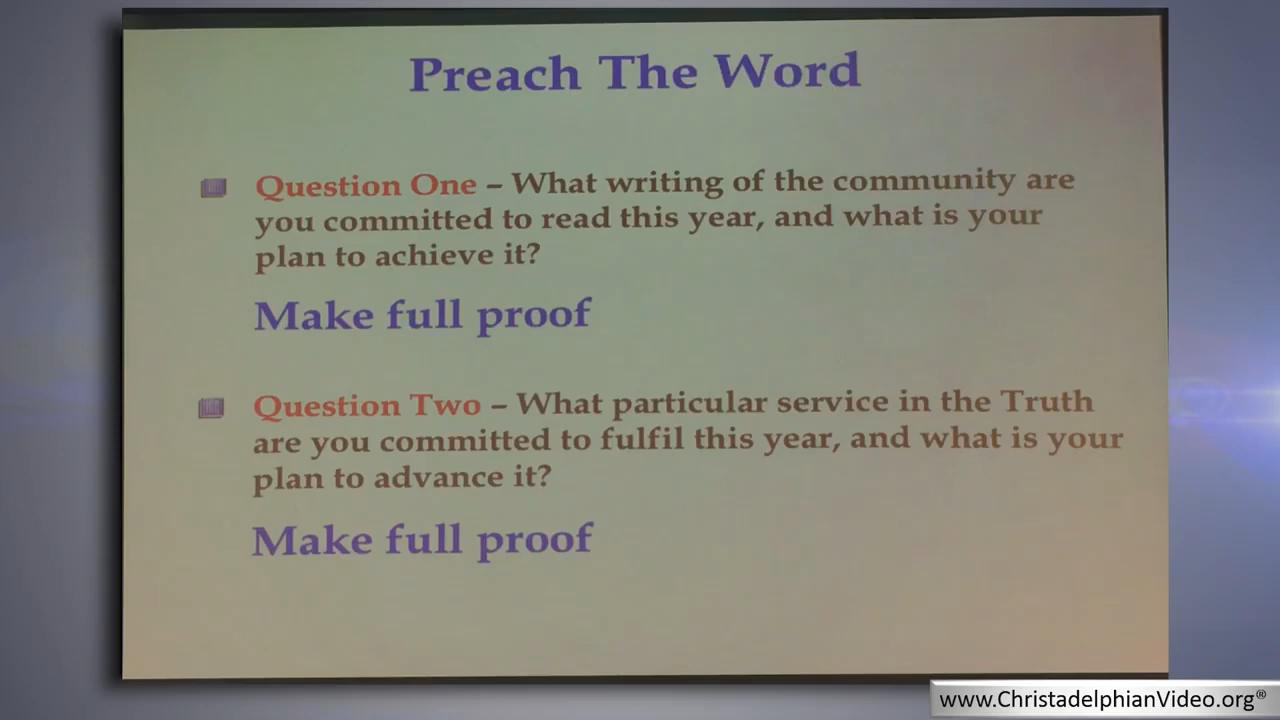 Preach The Word
Question One – What writing of the community are
you committed to read this year, and what is your
plan to achieve it?
Make full proof
Question Two – What particular service in the Truth
are you committed to fulfil this year, and what is your
plan to advance it?
Make full proof
www.ChristadelphianVideo.org®